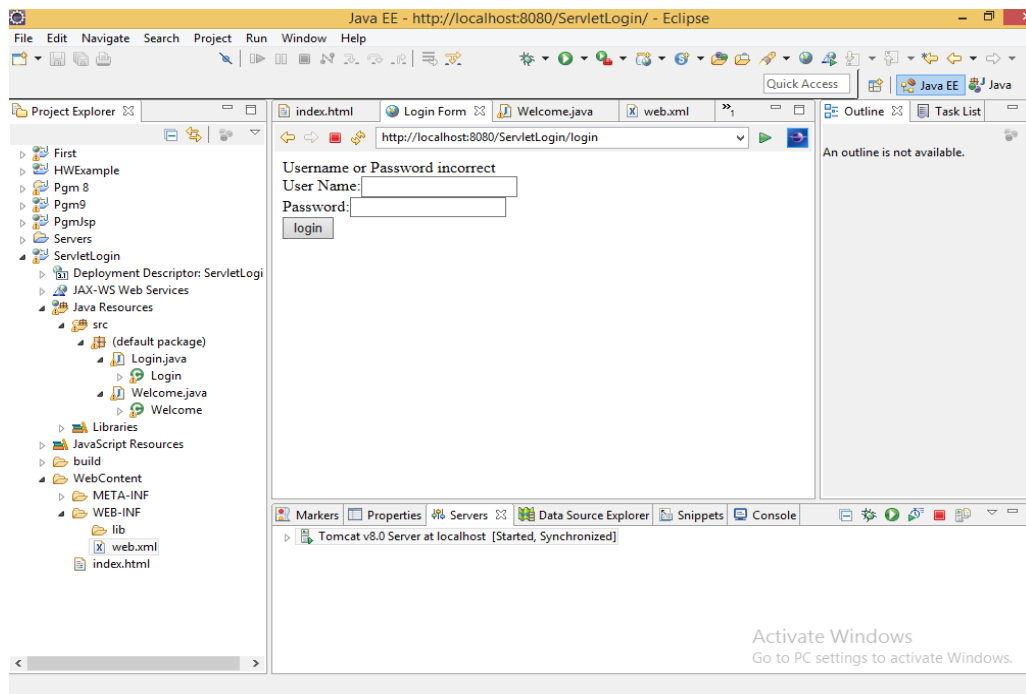 Java EE - http://localhost:8080/ServletLogin/ - Eclipse
File Edit Navigate Search Project Run Window Help
Quick Access
Java EE
Java
Project Explorer
First
HWExample
Pgm 8
Pgm9
PgmJsp
Servers
ServletLogin
3.1 Deployment Descriptor: ServletLogi
JAX-WS Web Services
Java Resources
src
(default package)
Login.java
Login
Welcome.java
Welcome
Libraries
JavaScript Resources
build
WebContent
META-INF
WEB-INF
lib
web.xml
index.html
index.html Login Form Welcome.java web.xml »1
http://localhost:8080/ServletLogin/login
Username or Password incorrect
User Name:
Password:
login
Outline Task List
An outline is not available.
Markers Properties Servers Data Source Explorer Snippets Console
Tomcat v8.0 Server at localhost [Started, Synchronized]
Activate Windows
Go to PC settings to activate Windows.